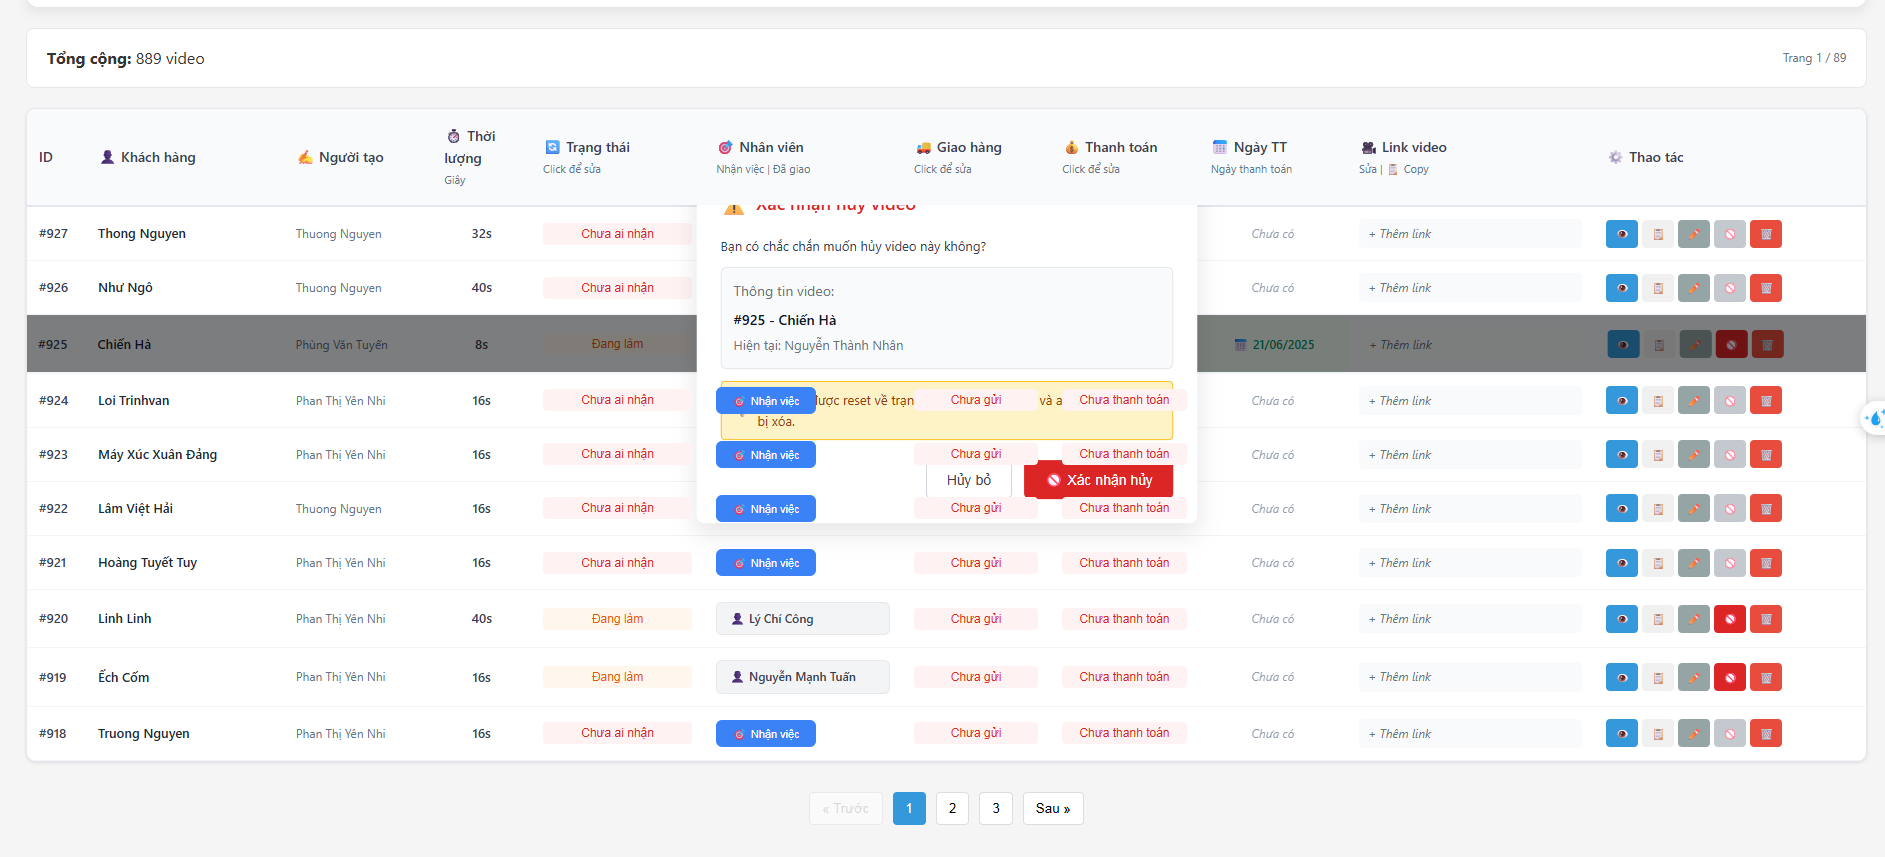 Tổng cộng: 889 video
Trang 1 / 89
ID
Khách hàng
Người tạo
Thời lượng
Giây
Trạng thái
Click để sửa
Nhân viên
Nhận việc | Đã giao
Giao hàng
Click để sửa
Thanh toán
Click để sửa
Ngày TT
Ngày thanh toán
Link video
Sửa | Copy
Thao tác
Xác nhận hủy video
Bạn có chắc chắn muốn hủy video này không?
Thông tin video:
#925 - Chiến Hà
Hiện tại: Nguyễn Thành Nhân
được reset về trạn và a
bị xóa.
Hủy bỏ
Xác nhận hủy
#927 Thong Nguyen Thuong Nguyen 32s Chưa ai nhận Chưa có + Thêm link
#926 Như Ngô Thuong Nguyen 40s Chưa ai nhận Chưa có + Thêm link
#925 Chiến Hà Phùng Văn Tuyến 8s Đang làm 21/06/2025 + Thêm link
#924 Loi Trinhvan Phan Thị Yên Nhi 16s Chưa ai nhận Nhận việc Chưa gửi Chưa thanh toán Chưa có + Thêm link
#923 Máy Xúc Xuân Đảng Phan Thị Yên Nhi 16s Chưa ai nhận Nhận việc Chưa gửi Chưa thanh toán Chưa có + Thêm link
#922 Lâm Việt Hải Thuong Nguyen 16s Chưa ai nhận Nhận việc Chưa gửi Chưa thanh toán Chưa có + Thêm link
#921 Hoàng Tuyết Tuy Phan Thị Yên Nhi 16s Chưa ai nhận Nhận việc Chưa gửi Chưa thanh toán Chưa có + Thêm link
#920 Linh Linh Phan Thị Yên Nhi 40s Đang làm Lý Chí Công Chưa gửi Chưa thanh toán Chưa có + Thêm link
#919 Ếch Cốm Phan Thị Yên Nhi 16s Đang làm Nguyễn Mạnh Tuấn Chưa gửi Chưa thanh toán Chưa có + Thêm link
#918 Truong Nguyen Phan Thị Yên Nhi 16s Chưa ai nhận Nhận việc Chưa gửi Chưa thanh toán Chưa có + Thêm link
« Trước 1 2 3 Sau »